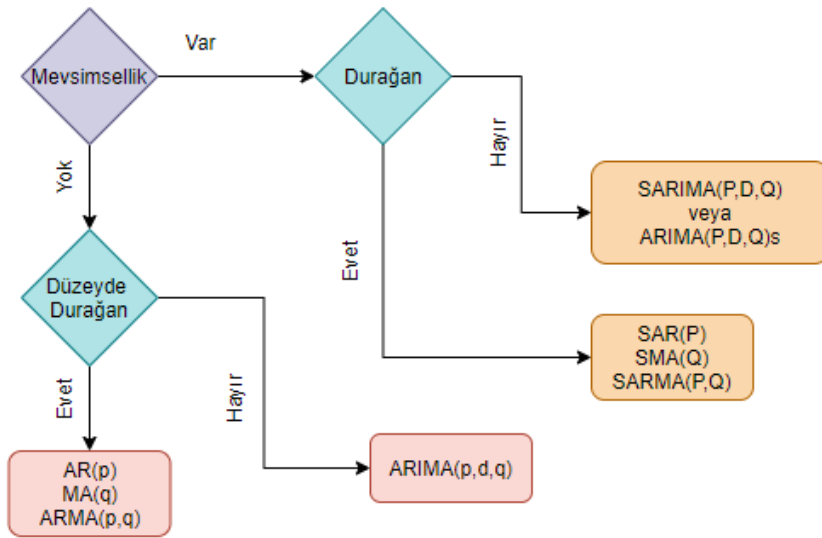 Mevsimsellik
Var
Durağan
Hayır
SARIMA(P,D,Q)
veya
ARIMA(P,D,Q)s
Yok
Evet
Düzeyde
Durağan
SAR(P)
SMA(Q)
SARMA(P,Q)
Evet
Hayır
AR(p)
MA(q)
ARMA(p,q)
ARIMA(p,d,q)